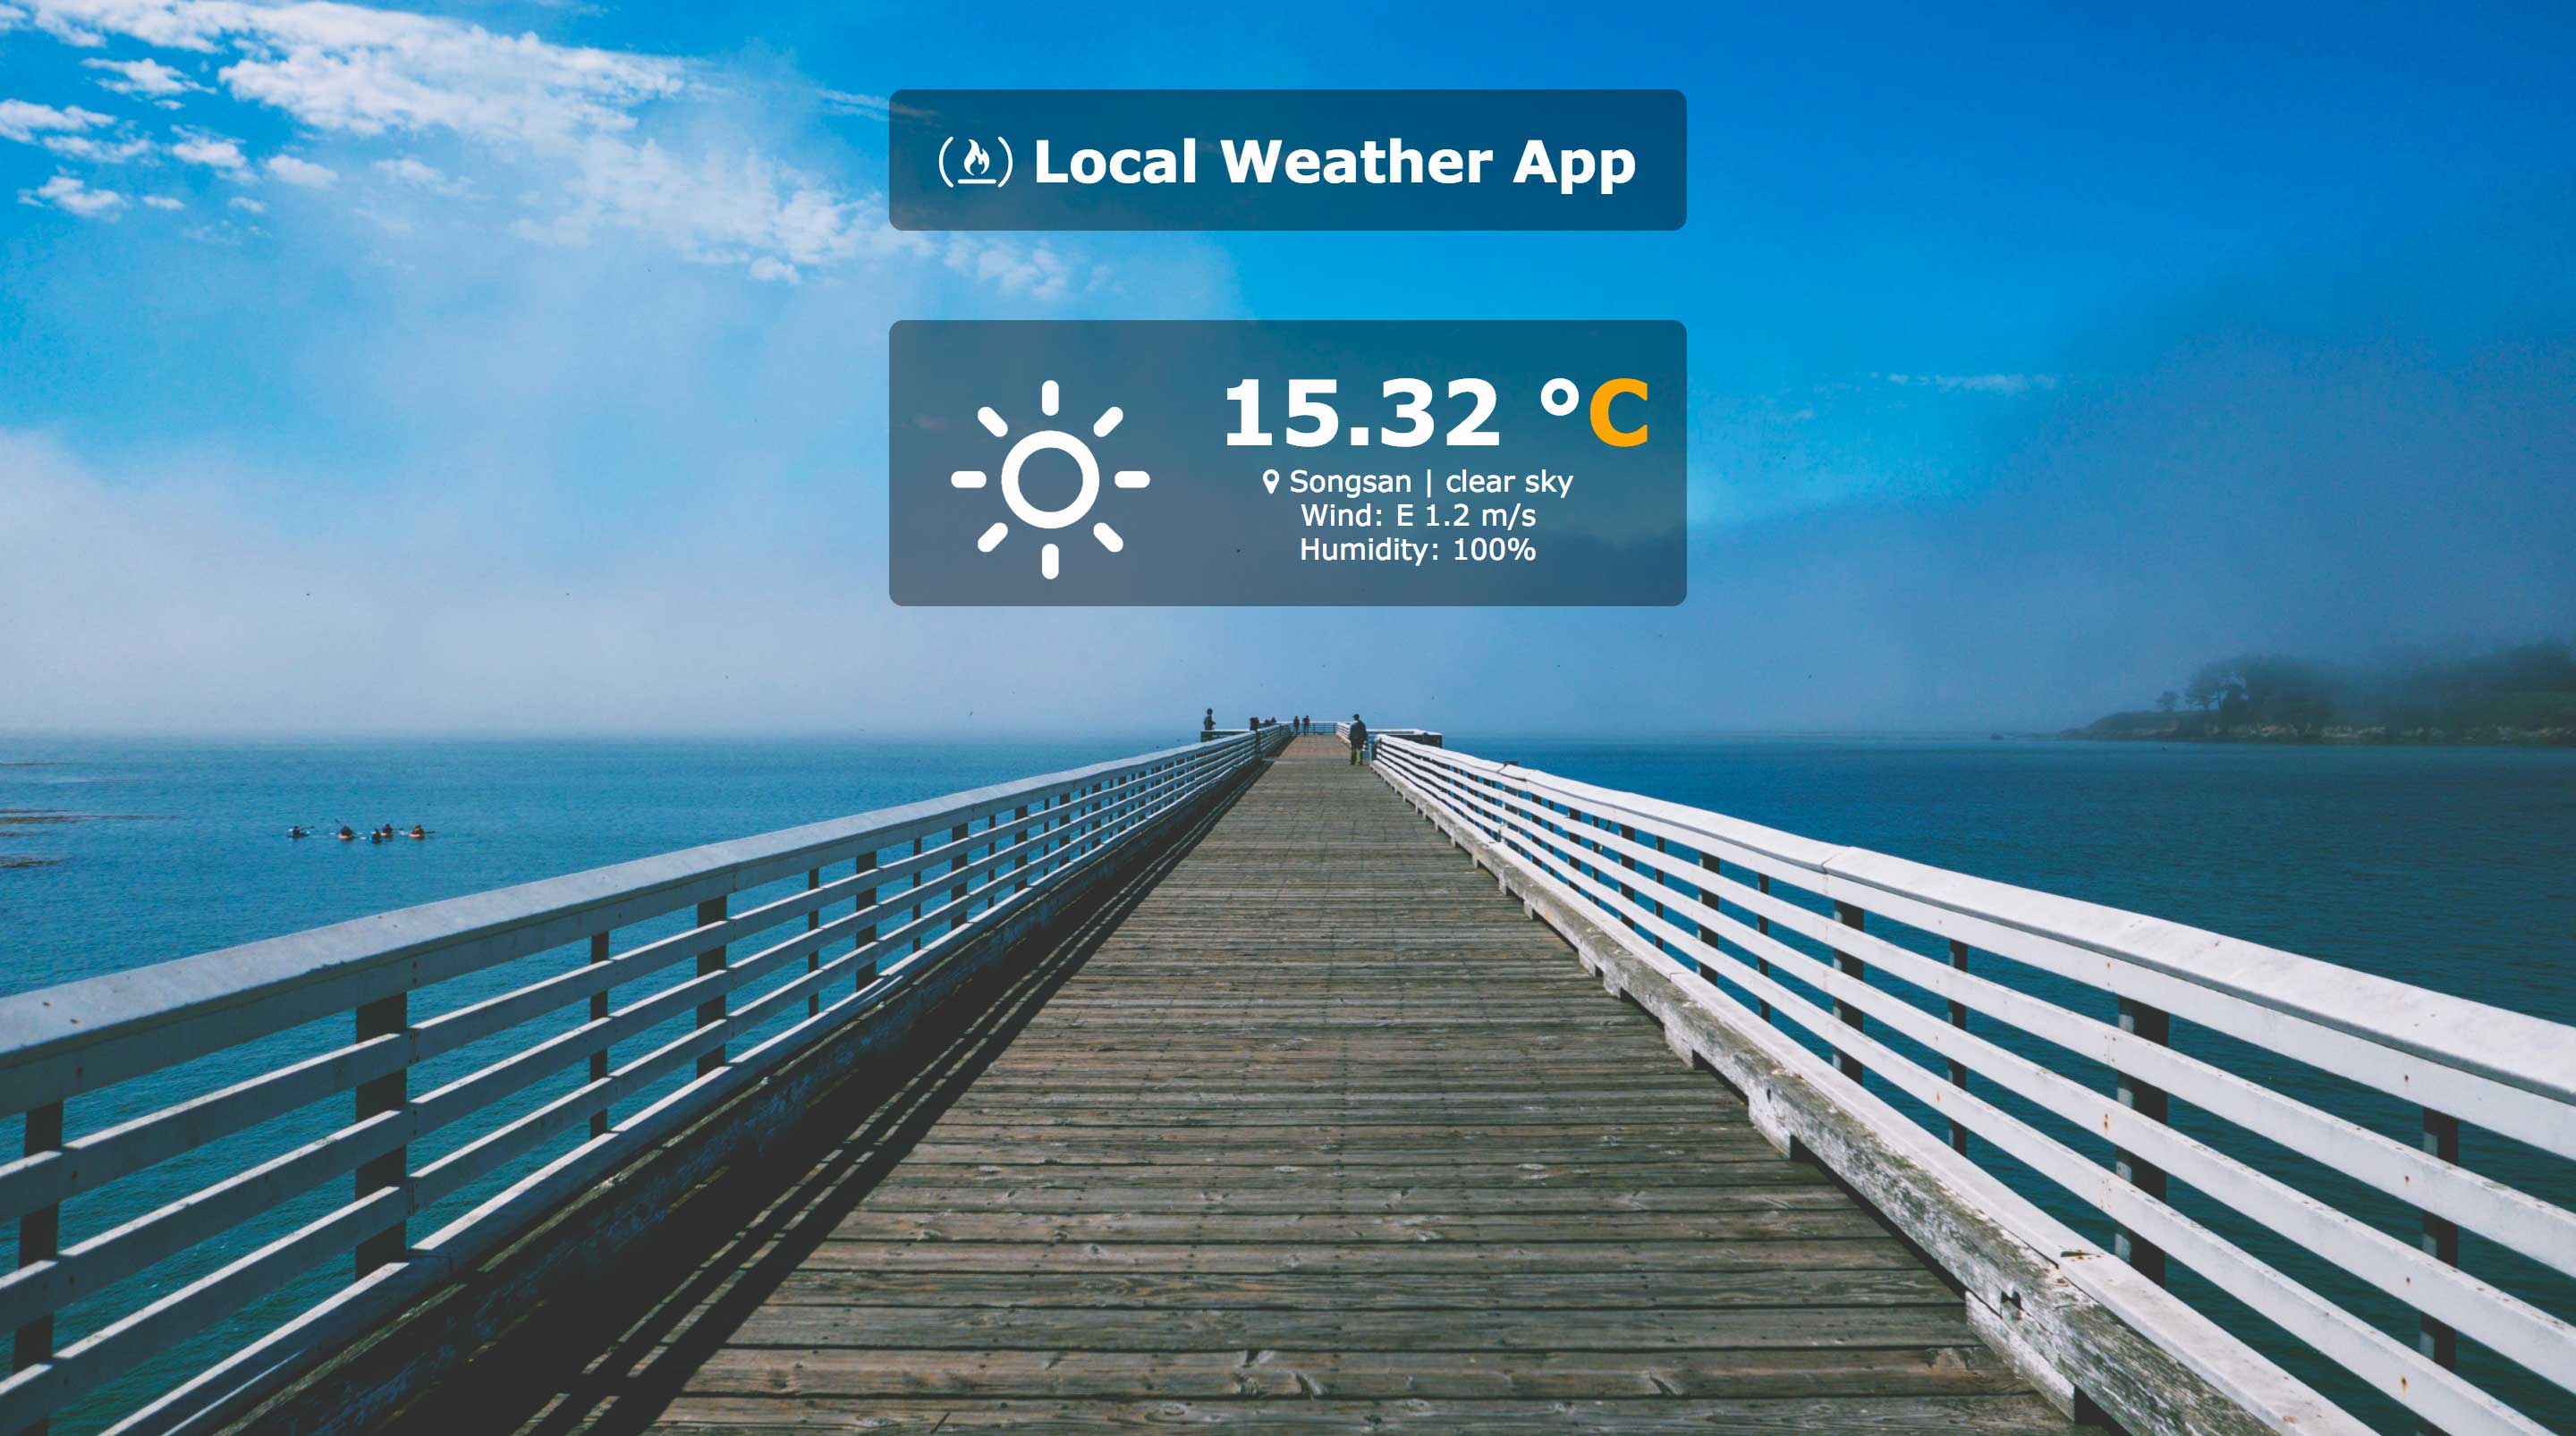 Local Weather App
15.32 °C
Songsan | clear sky
Wind: E 1.2 m/s
Humidity: 100%